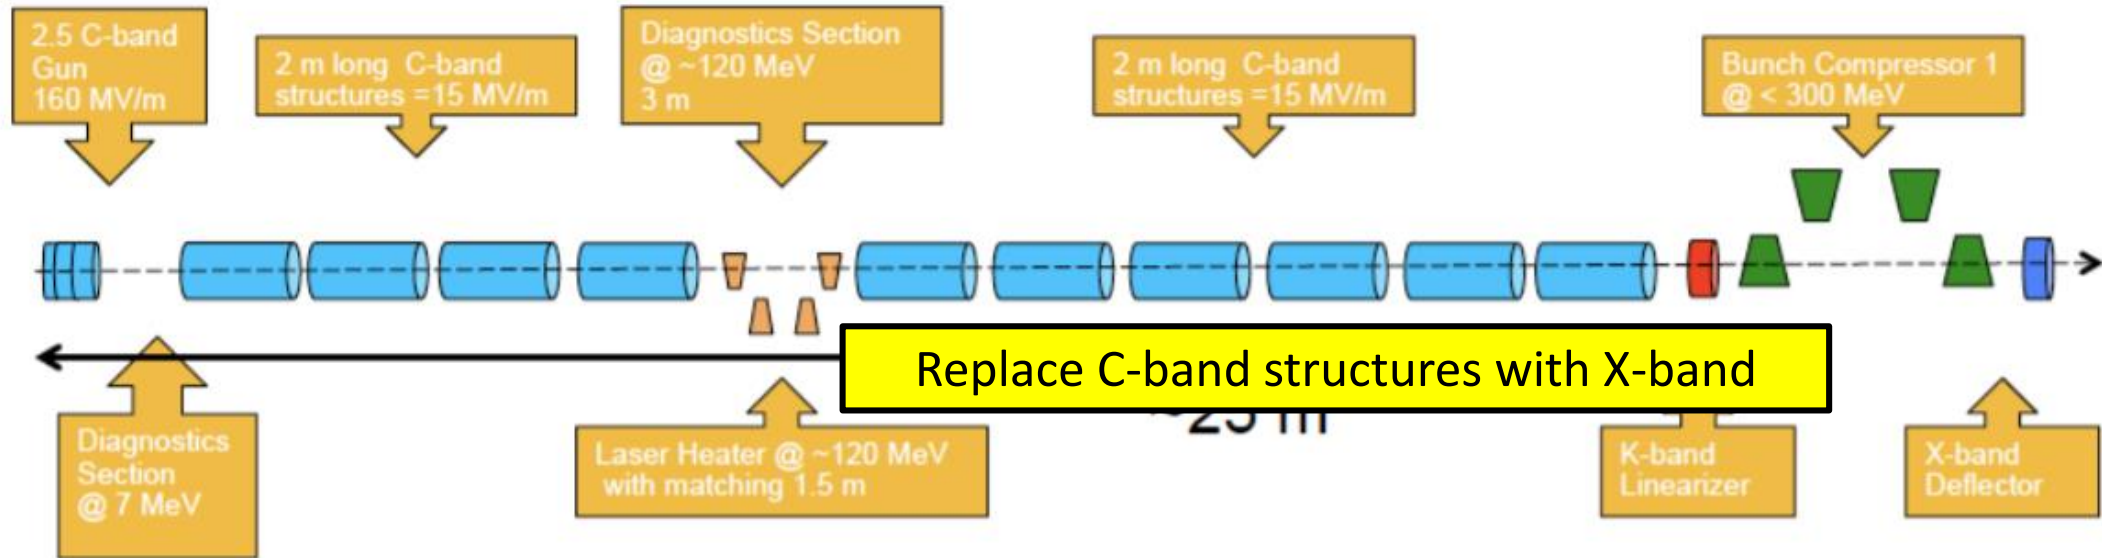 2.5 C-band
Gun
160 MV/m
2 m long C-band
structures =15 MV/m
Diagnostics Section
@ ~120 MeV
3 m
2 m long C-band
structures =15 MV/m
Bunch Compressor 1
@ < 300 MeV
Replace C-band structures with X-band
~25 m
Diagnostics
Section
@ 7 MeV
Laser Heater @ ~120 MeV
with matching 1.5 m
K-band
Linearizer
X-band
Deflector